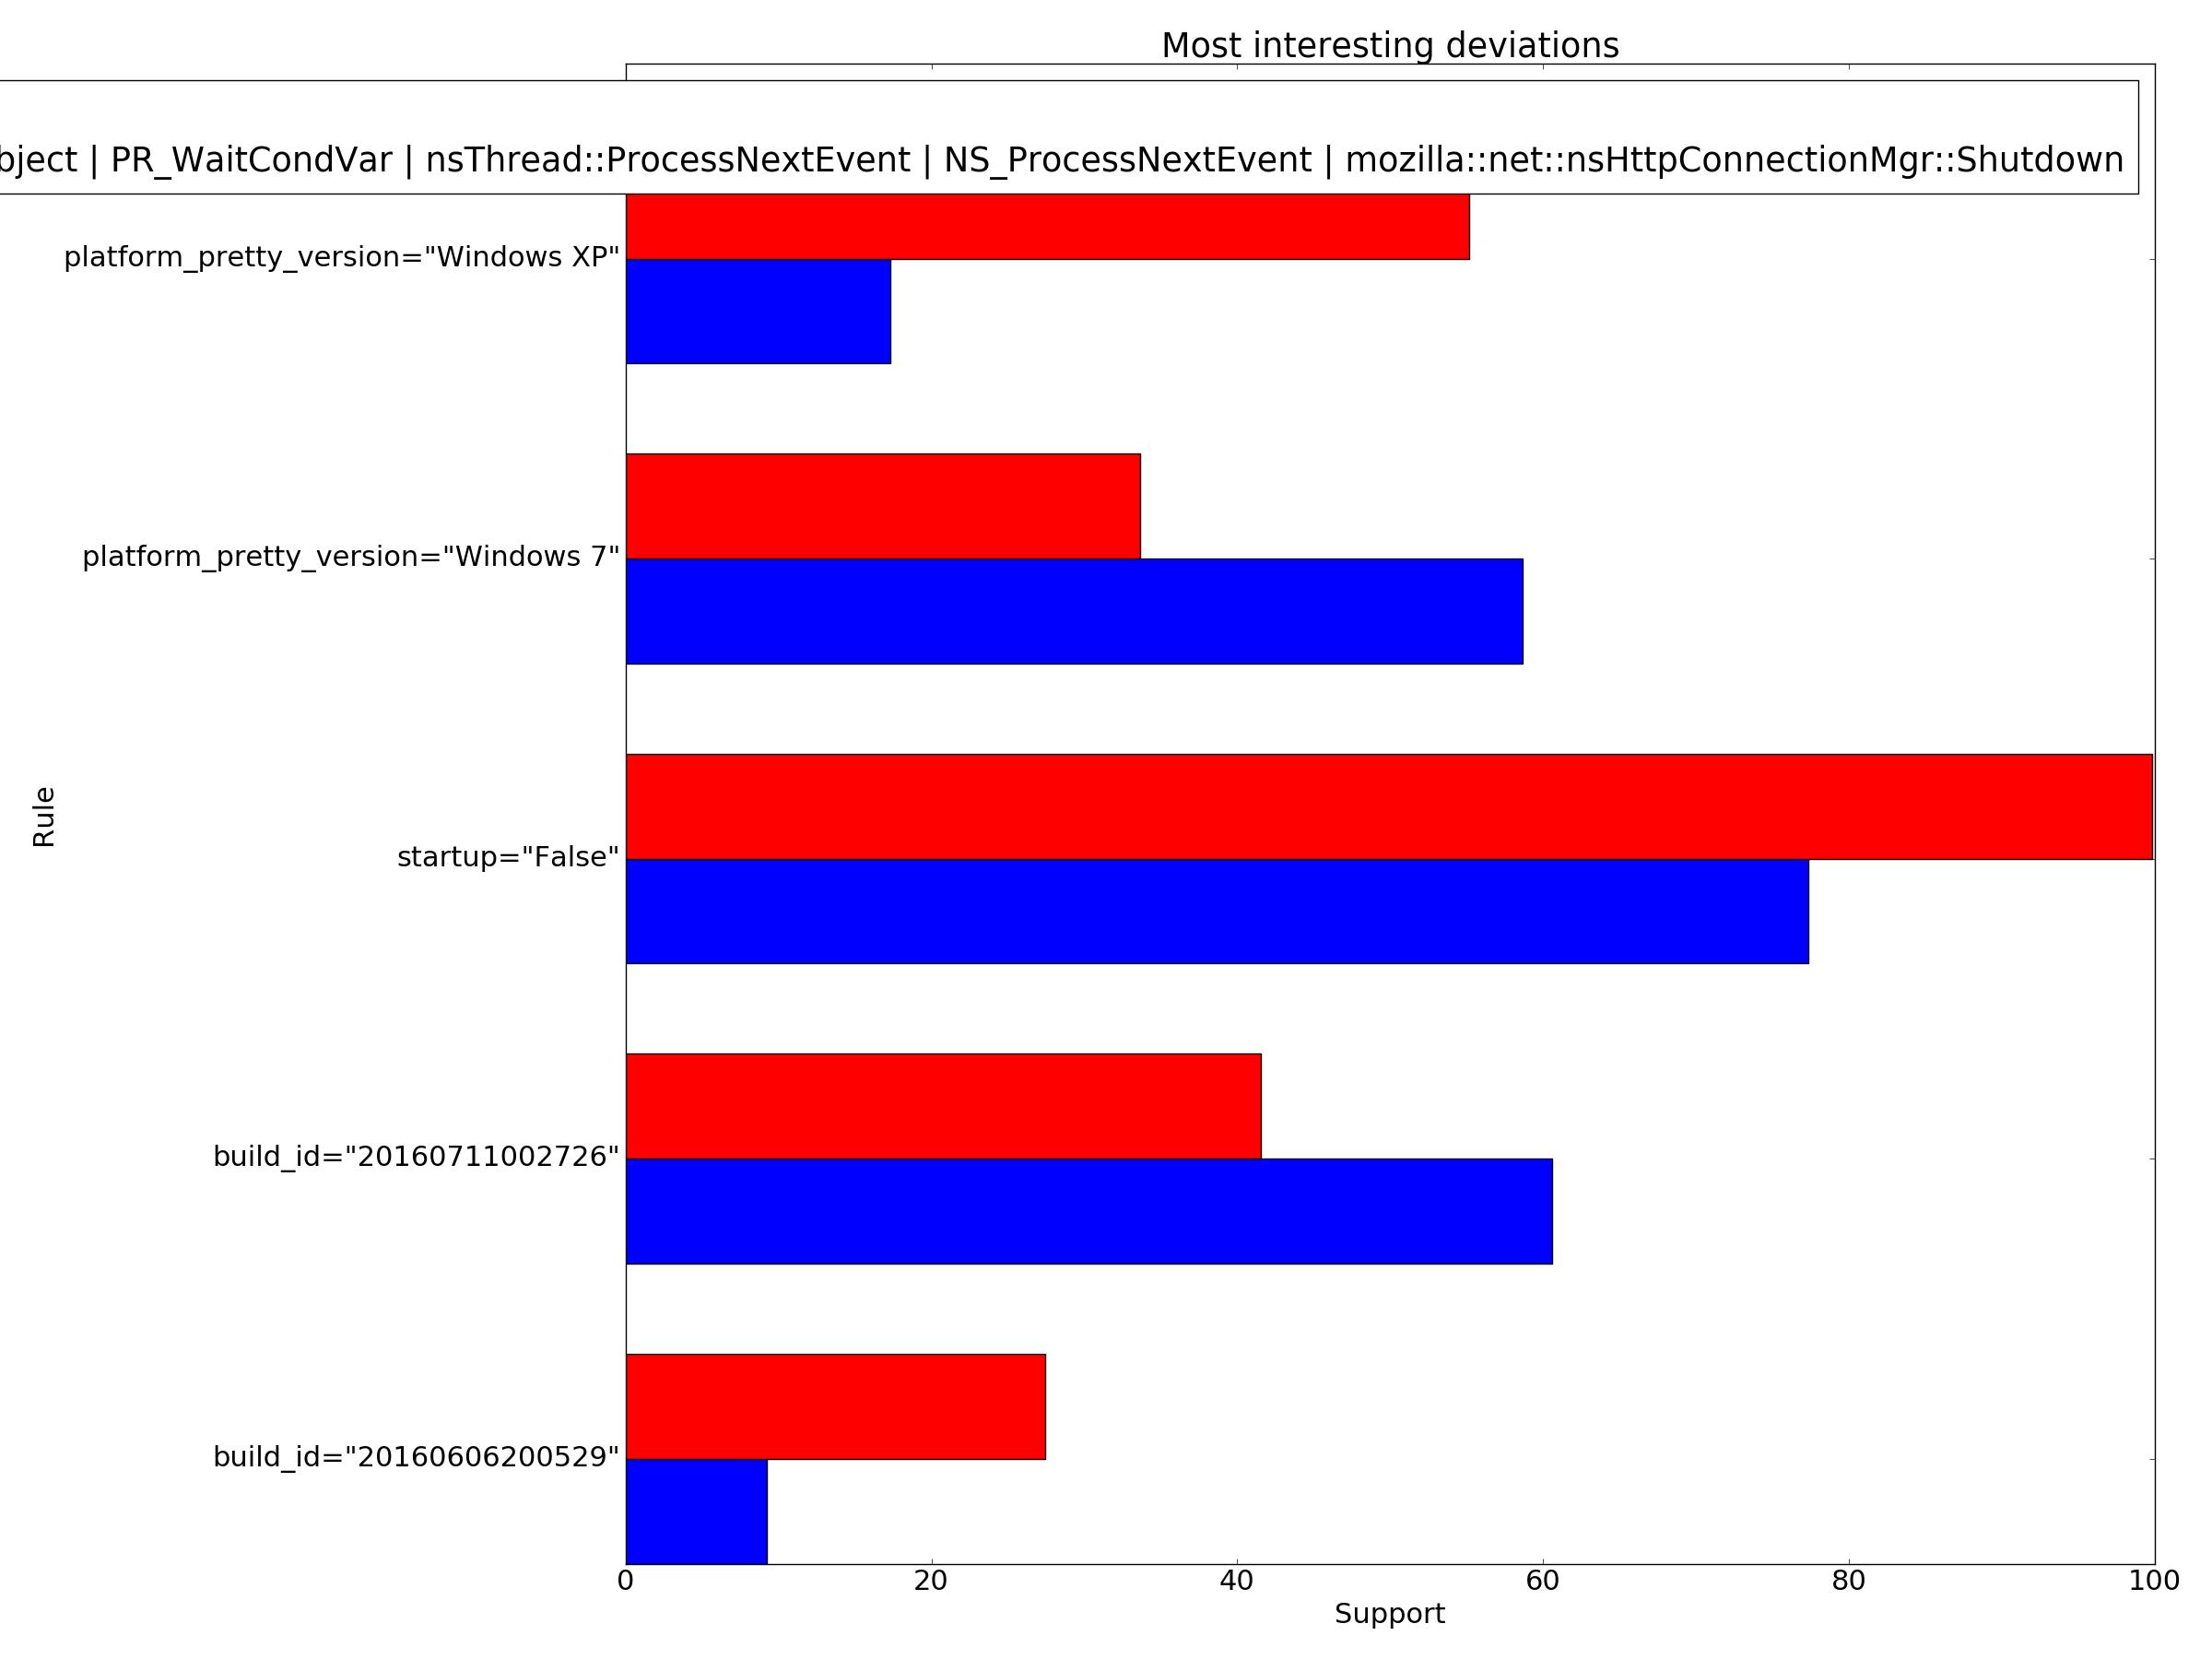 Most interesting deviations
| PR_WaitCondVar | nsThread::ProcessNextEvent | NS_ProcessNextEvent | mozilla::net::nsHttpConnectionMgr::Shutdown
platform_pretty_version="Windows XP"
platform_pretty_version="Windows 7"
Rule
startup="False"
build_id="20160711002726"
build_id="20160606200529"
0 20 40 60 80 100
Support